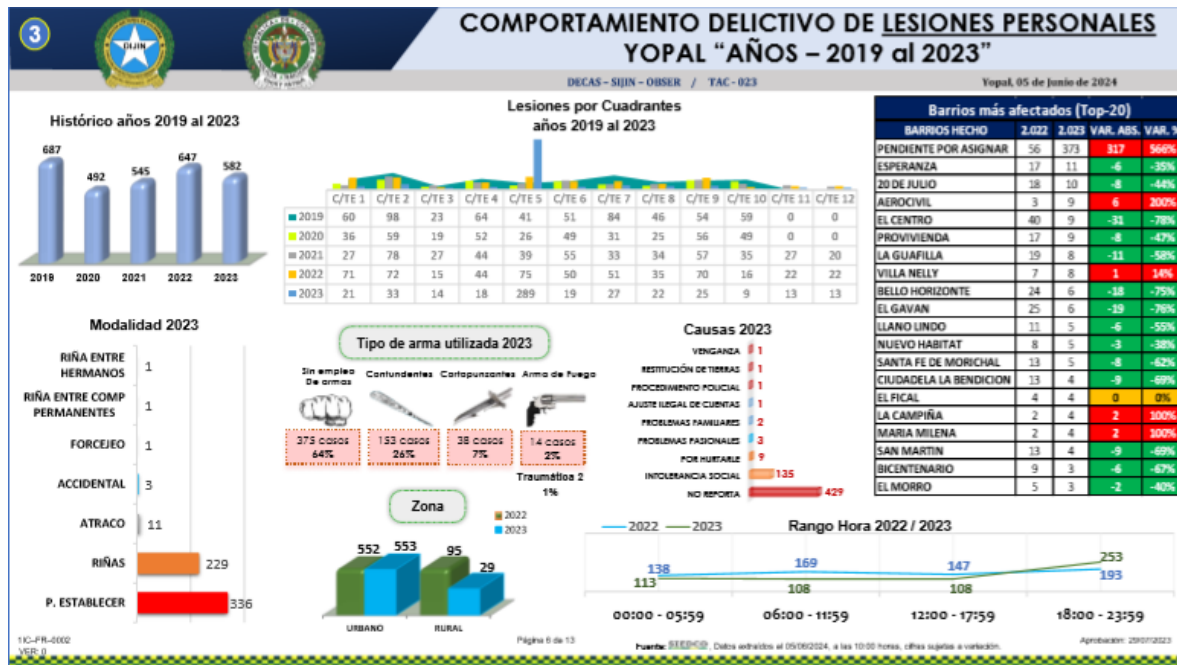 3
COMPORTAMIENTO DELICTIVO DE LESIONES PERSONALES
YOPAL “AÑOS – 2019 al 2023”
DIJIN
DECAS – SIJIN – OBSER / TAC - 023
Yopal, 05 de Junio de 2024
Histórico años 2019 al 2023
687
492
545
647
582
2019 2020 2021 2022 2023
Lesiones por Cuadrantes
años 2019 al 2023
C/TE 1 C/TE 2 C/TE 3 C/TE 4 C/TE 5 C/TE 6 C/TE 7 C/TE 8 C/TE 9 C/TE 10 C/TE 11 C/TE 12
2019 60 98 23 64 41 51 84 46 54 59 0 0
2020 36 59 19 52 26 49 31 25 56 49 0 0
2021 27 78 27 44 39 55 33 34 57 35 27 20
2022 71 72 15 44 75 50 51 35 70 16 22 22
2023 21 33 14 18 289 19 27 22 25 9 13 13
Barrios más afectados (Top-20)
BARRIOS HECHO 2.022 2.023 VAR. ABS. VAR. %
PENDIENTE POR ASIGNAR 56 373 317 566%
ESPERANZA 17 11 -6 -35%
20 DE JULIO 18 10 -8 -44%
AEROCIVIL 3 9 6 200%
EL CENTRO 40 9 -31 -78%
PROVIVIENDA 17 9 -8 -47%
LA GUAFILLA 19 8 -11 -58%
VILLA NELLY 7 8 1 14%
BELLO HORIZONTE 24 6 -18 -75%
EL GAVAN 25 6 -19 -76%
LLANO LINDO 11 5 -6 -55%
NUEVO HABITAT 8 5 -3 -38%
SANTA FE DE MORICHAL 13 5 -8 -62%
CIUDADELA LA BENDICION 13 4 -9 -69%
EL FICAL 4 4 0 0%
LA CAMPIÑA 2 4 2 100%
MARIA MILENA 2 4 2 100%
SAN MARTIN 13 4 -9 -69%
BICENTENARIO 9 3 -6 -67%
EL MORRO 5 3 -2 -40%
Modalidad 2023
RIÑA ENTRE
HERMANOS 1
RIÑA ENTRE COMP
PERMANENTES 1
FORCEJEO 1
ACCIDENTAL 3
ATRACO 11
RIÑAS 229
P. ESTABLECER 336
Tipo de arma utilizada 2023
Sin empleo
De armas
Contundentes
Cortopunzantes
Arma de Fuego
375 casos
64%
153 casos
26%
38 casos
7%
14 casos
2%
Traumática 2
1%
Zona
2022
2023
552 553 95 29
URBANO RURAL
Causas 2023
VENGANZA 1
RESTITUCIÓN DE TIERRAS 1
PROCEDIMIENTO POLICIAL 1
AJUSTE ILEGAL DE CUENTAS 1
PROBLEMAS FAMILIARES 2
PROBLEMAS PASIONALES 3
POR HURTARLE 9
INTOLERANCIA SOCIAL 135
NO REPORTA 429
2022 2023
Rango Hora 2022 / 2023
138 169 147 253
113 108 108 193
00:00 - 05:59 06:00 - 11:59 12:00 - 17:59 18:00 - 23:59
1IC–FR–0002
VER: 0
Página 6 de 13
Fuente: SIEDCO, Datos extraídos el 05/06/2024, a las 10:00 horas, cifras sujetas a variación.
Aprobación: 29/07/2023